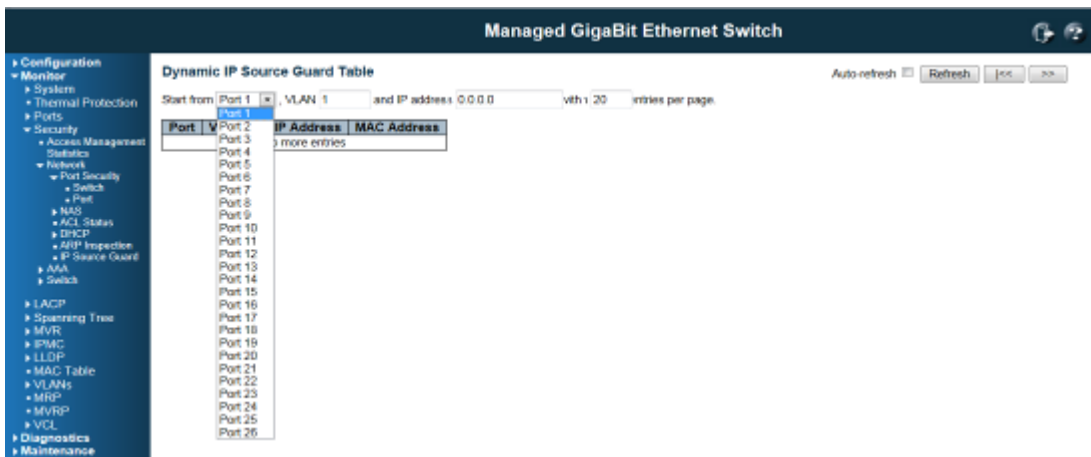 Managed GigaBit Ethernet Switch
Configuration
Monitor
System
Thermal Protection
Ports
Security
Access Management
Statistics
Network
Port Security
Switch
Port
NAS
ACL Status
DHCP
ARP Inspection
IP Source Guard
AAA
Switch
LACP
Spanning Tree
MVR
IPMC
LLDP
MAC Table
VLANs
MRP
MVRP
VCL
Diagnostics
Maintenance
Dynamic IP Source Guard Table
Auto-refresh Refresh |<< >>
Start from Port 1 , VLAN 1 and IP address 0.0.0.0 with 20 entries per page.
Port V IP Address MAC Address
more entries
Port 1
Port 2
Port 3
Port 4
Port 5
Port 6
Port 7
Port 8
Port 9
Port 10
Port 11
Port 12
Port 13
Port 14
Port 15
Port 16
Port 17
Port 18
Port 19
Port 20
Port 21
Port 22
Port 23
Port 24
Port 25
Port 26